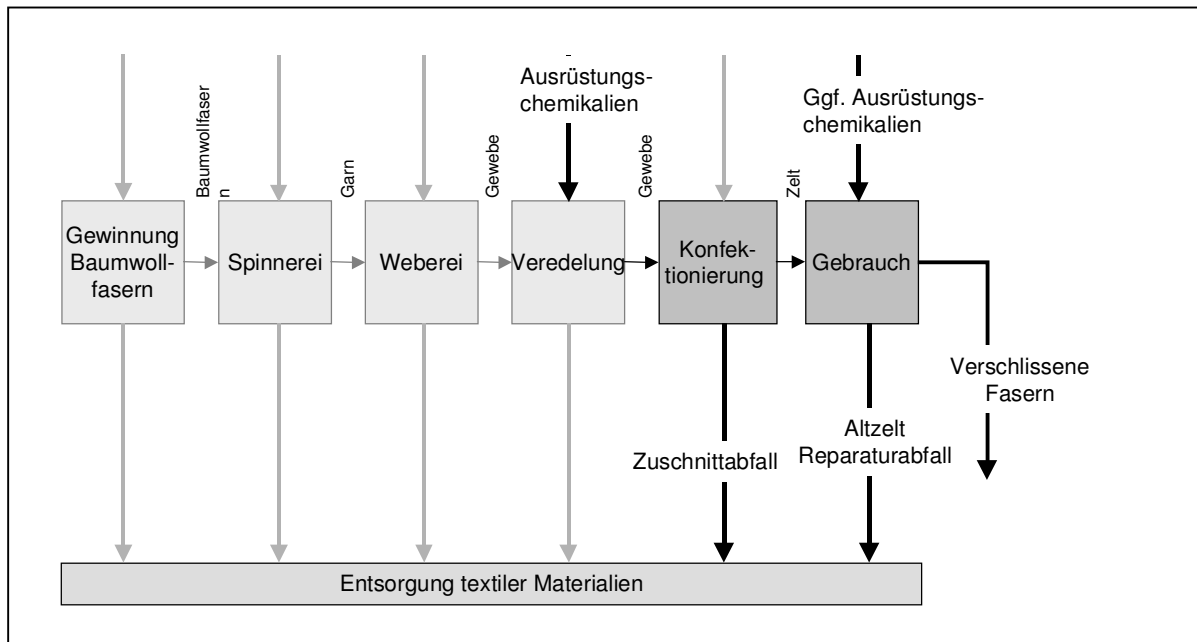 Ausrüstungs-
chemikalien
Ggf. Ausrüstungs-
chemikalien
Baumwollfaser
n
Garn
Gewebe
Gewebe
Zelt
Gewinnung
Baumwoll-
fasern
Spinnerei
Weberei
Veredelung
Konfek-
tionierung
Gebrauch
Verschlissene
Fasern
Zuschnittabfall
Altzelt
Reparaturabfall
Entsorgung textiler Materialien